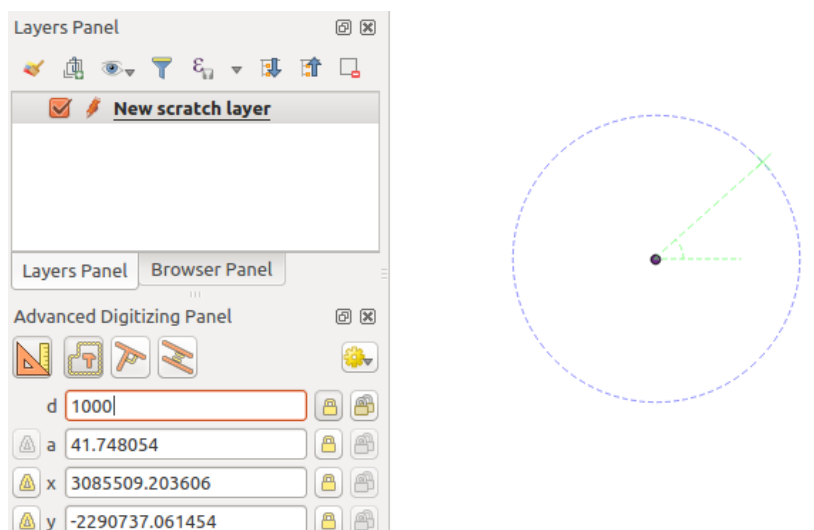 Layers Panel
New scratch layer
Layers Panel Browser Panel
Advanced Digitizing Panel
d 1000
a 41.748054
x 3085509.203606
y -2290737.061454